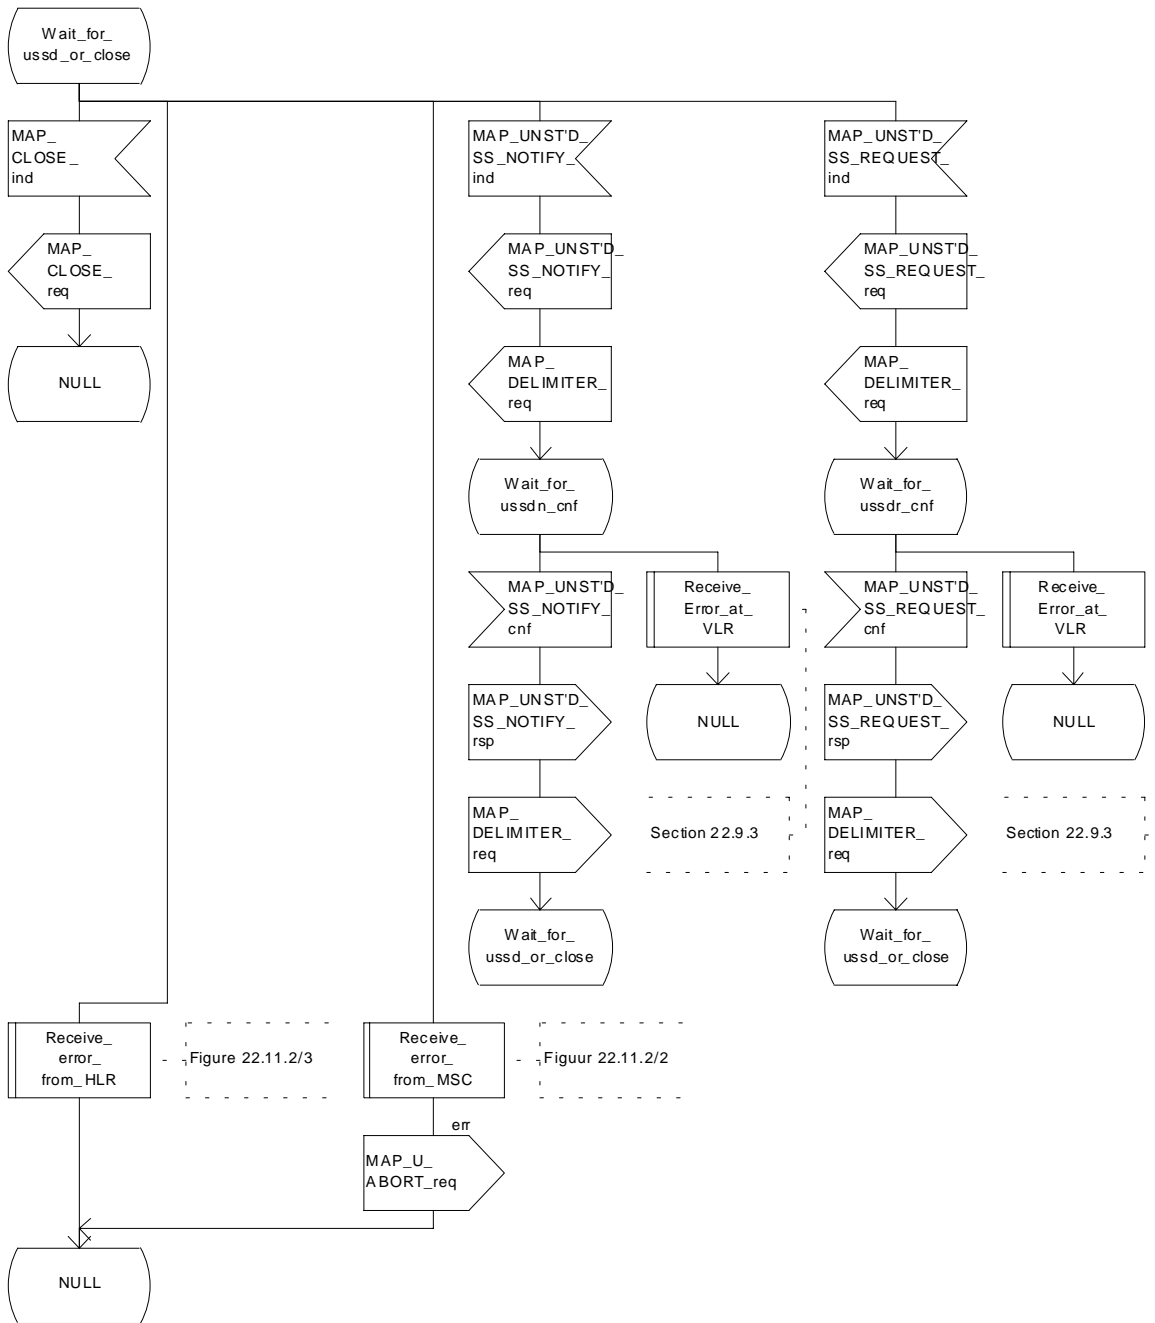 Wait_for_
ussd_or_close
MAP_
CLOSE_
ind
MAP_UNST'D_
SS_NOTIFY_
ind
MAP_UNST'D_
SS_REQUEST_
ind
MAP_
CLOSE_
req
MAP_UNST'D_
SS_NOTIFY_
req
MAP_UNST'D_
SS_REQUEST_
req
NULL
MAP_
DELIMITER_
req
MAP_
DELIMITER_
req
Wait_for_
ussdn_cnf
Wait_for_
ussdr_cnf
MAP_UNST'D_
SS_NOTIFY_
cnf
Receive_
Error_at_
VLR
MAP_UNST'D_
SS_REQUEST_
cnf
Receive_
Error_at_
VLR
MAP_UNST'D_
SS_NOTIFY_
rsp
NULL
MAP_UNST'D_
SS_REQUEST_
rsp
NULL
MAP_
DELIMITER_
req
Section 22.9.3
MAP_
DELIMITER_
req
Section 22.9.3
Wait_for_
ussd_or_close
Wait_for_
ussd_or_close
Receive_
error_
from_HLR
Figure 22.11.2/3
Receive_
error_
from_MSC
Figuur 22.11.2/2
err
MAP_U_
ABORT_req
NULL